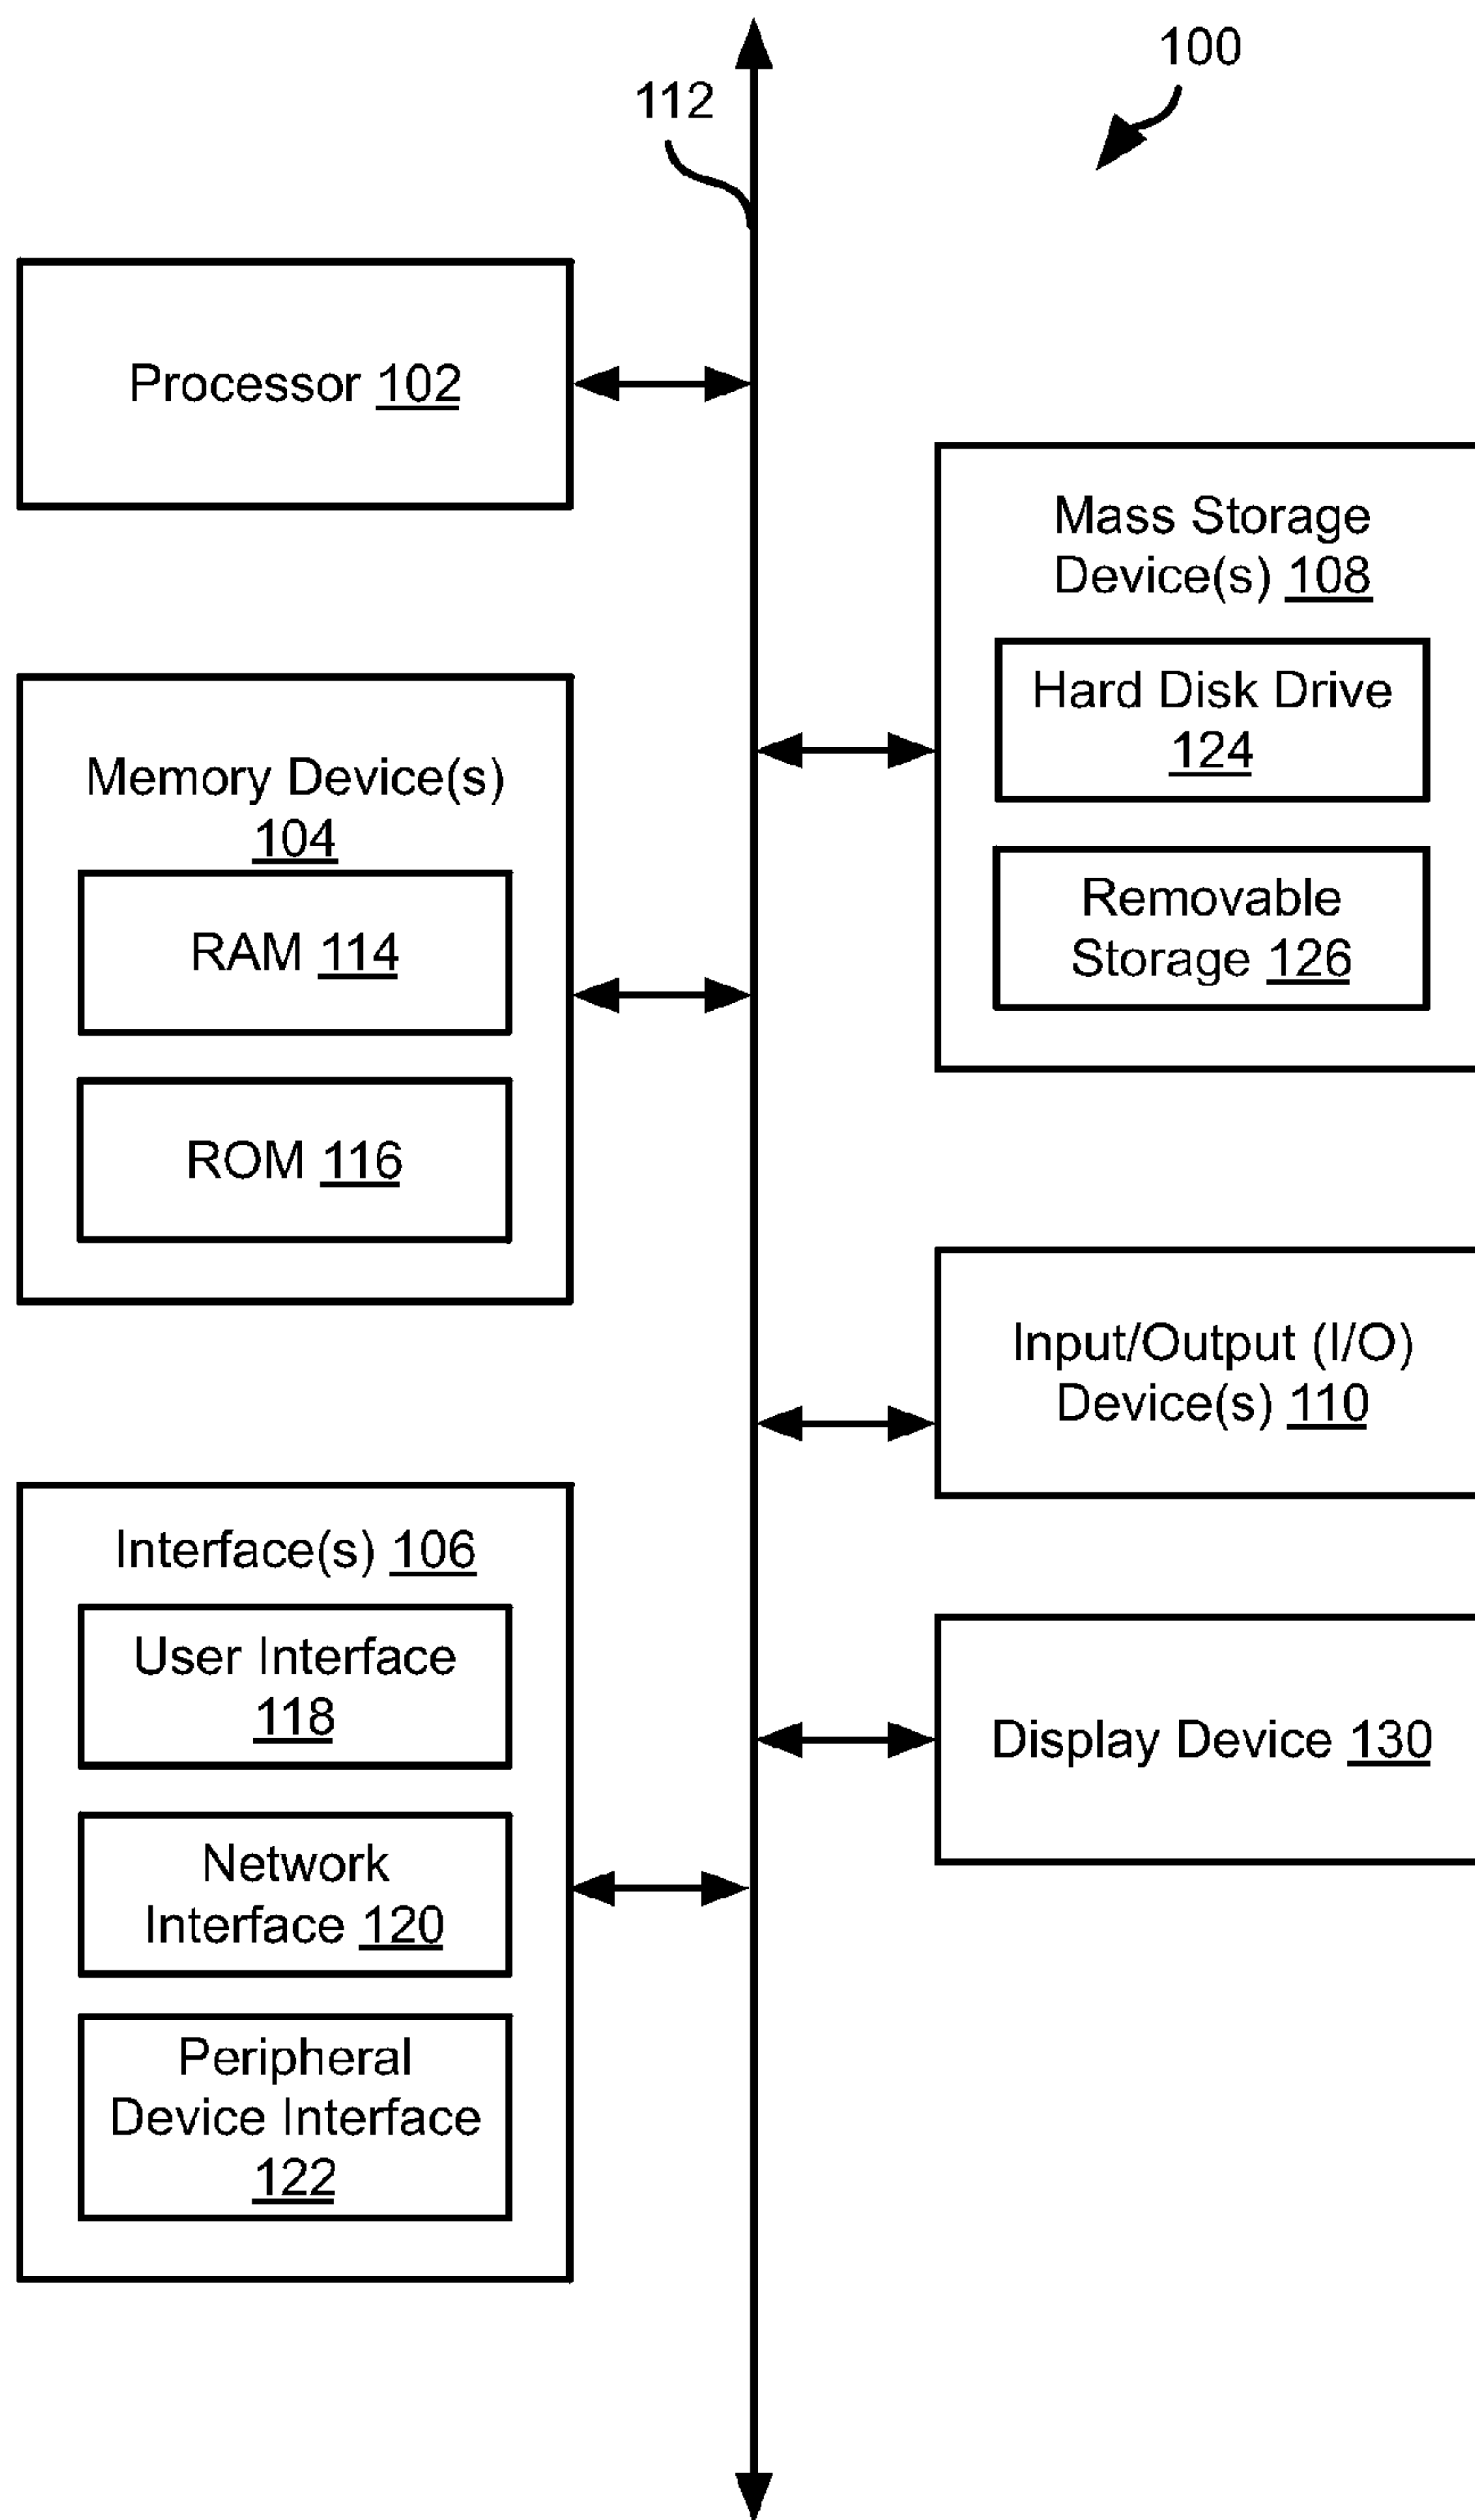 100
112
Processor 102
Mass Storage
Device(s) 108
Hard Disk Drive
124
Removable
Storage 126
Memory Device(s)
104
RAM 114
ROM 116
Input/Output (I/O)
Device(s) 110
Interface(s) 106
User Interface
118
Network
Interface 120
Peripheral
Device Interface
122
Display Device 130